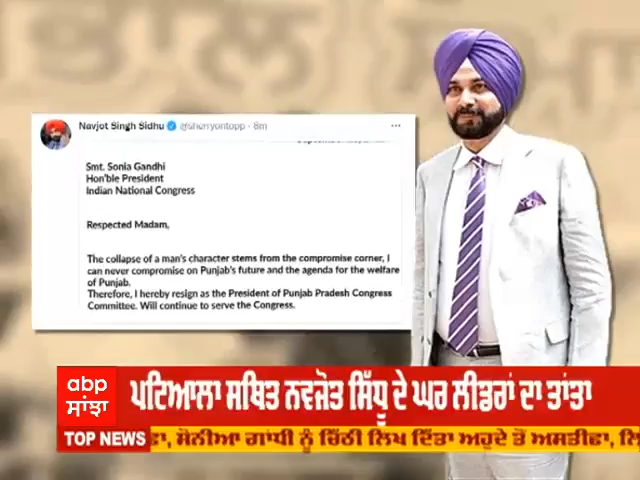 Navjot Singh Sidhu @sherryontopp · 8m
Smt. Sonia Gandhi
Hon'ble President
Indian National Congress
Respected Madam,
The collapse of a man's character stems from the compromise corner, I
can never compromise on Punjab's future and the agenda for the welfare
of Punjab.
Therefore, I hereby resign as the President of Punjab Pradesh Congress
Committee. Will continue to serve the Congress.
abp
ਸਾਂਝਾ
ਪਟਿਆਲਾ ਸਥਿਤ ਨਵਜੋਤ ਸਿੱਧੂ ਦੇ ਘਰ ਲੀਡਰਾਂ ਦਾ ਤਾਂਤਾ
TOP NEWS
ਸੋਨੀਆ ਗਾਂਧੀ ਨੂੰ ਚਿੱਠੀ ਲਿਖ ਦਿੱਤਾ ਅਹੁਦੇ ਤੋਂ ਅਸਤੀਫਾ,